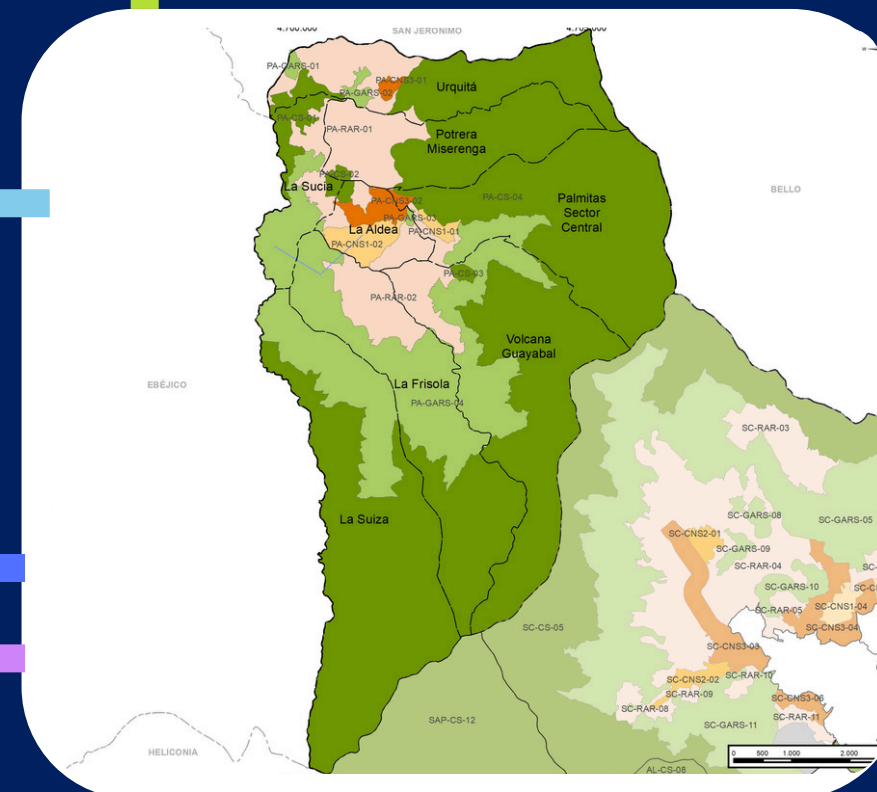 4.700.000
SAN JERONIMO
4.705.000
PA-GARS-01
PA-CNS3-01
PA-GARS-02
Urquitá
PA-CS-01
PA-RAR-01
Potrera
Miserenga
PA-CS-02
La Sucia
PA-CNS3-02
PA-CS-04
BELLO
Palmitas
Sector
Central
PA-GARS-03
La Aldea
PA-CNS1-01
PA-CNS1-02
PA-CS-03
PA-RAR-02
Volcana
Guayabal
EBÉJICO
La Frisola
PA-GARS-04
SC-RAR-03
La Suiza
SC-GARS-08
SC-GARS-05
SC-CNS2-01
SC-GARS-09
SC-RAR-04
SC-GARS-10
SC-RAR-05
SC-CNS1-04
SC-CS-05
SC-CNS3-04
SC-CNS3-03
SC-CNS2-02
SC-RAR-10
SC-RAR-09
SC-CNS3-06
SC-RAR-08
SC-RAR-11
SAP-CS-12
SC-GARS-11
HELICONIA
0 500 1.000 2.000
AL-CS-08